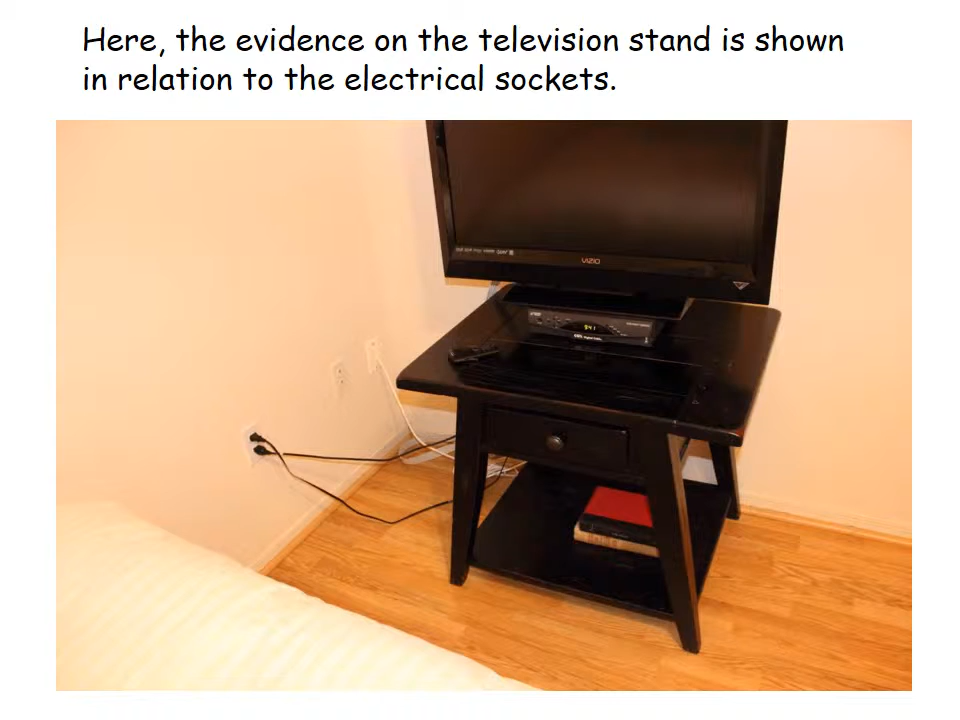 Here, the evidence on the television stand is shown
in relation to the electrical sockets.
VIZIO